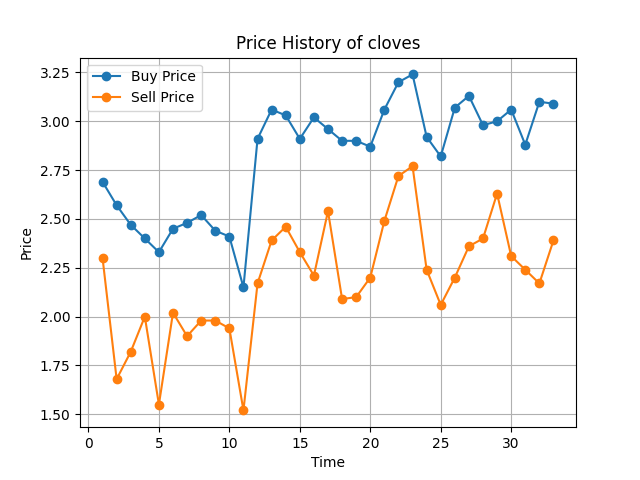 Price History of cloves
Buy Price
Sell Price
3.25
3.00
2.75
2.50
2.25
2.00
1.75
1.50
Price
0 5 10 15 20 25 30
Time